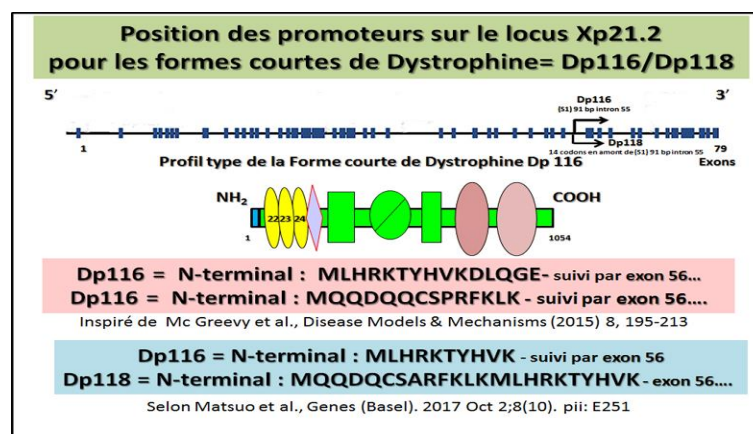 Position des promoteurs sur le locus Xp21.2
pour les formes courtes de Dystrophine= Dp116/Dp118
5′ 3′
Dp116
(S1) 91 bp intron 55
Dp118
14 codons en amont de (S1) 91 bp intron 55
1 79
Profil type de la Forme courte de Dystrophine Dp 116 Exons
NH2 COOH
22 23 24
1 1054
Dp116 = N-terminal : MLHRKTYHVKDLQGE- suivi par exon 56...
Dp116 = N-terminal : MQQDQQCSPRFKLK - suivi par exon 56....
Inspiré de Mc Greevy et al., Disease Models & Mechanisms (2015) 8, 195-213
Dp116 = N-terminal : MLHRKTYHVK - suivi par exon 56
Dp118 = N-terminal : MQQDQCSARFKLKMLHRKTYHVK - exon 56....
Selon Matsuo et al., Genes (Basel). 2017 Oct 2;8(10). pii: E251